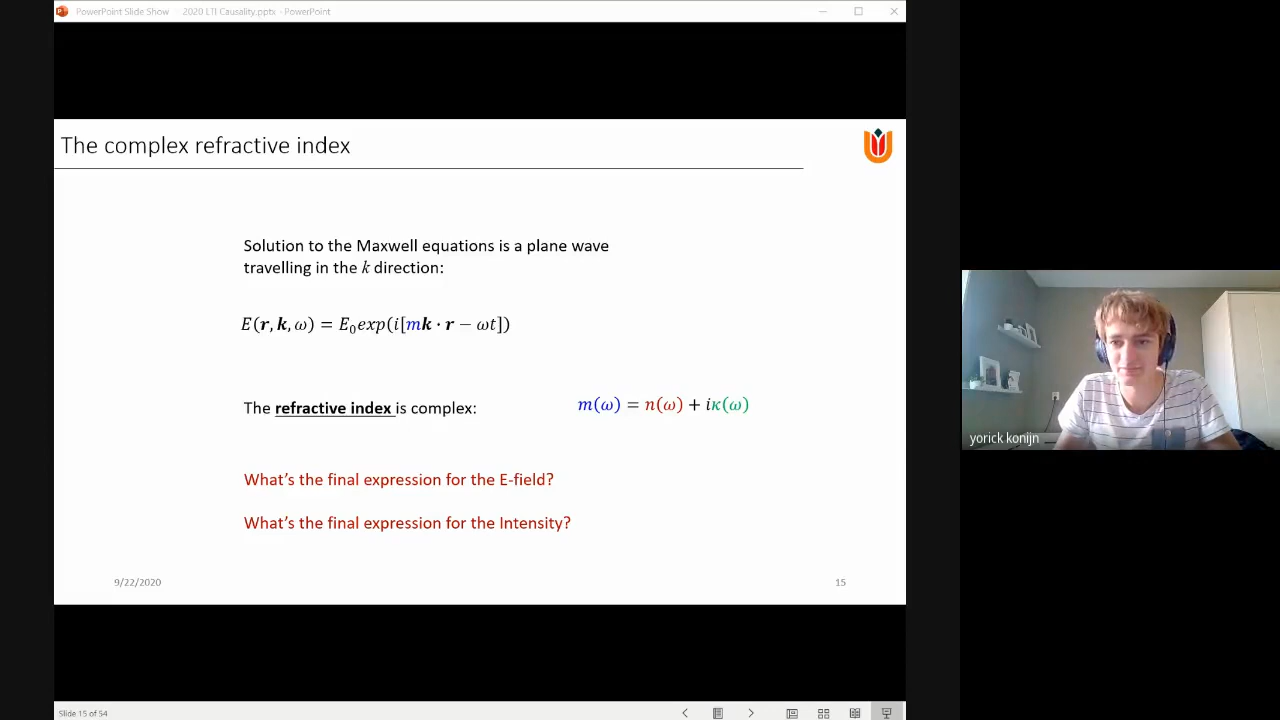 PowerPoint Slide Show - 2020 LTI Causality.pptx - PowerPoint
The complex refractive index
Solution to the Maxwell equations is a plane wave
travelling in the k direction:
E(r, k, ω) = E₀exp(i[mk · r − ωt])
The refractive index is complex: m(ω) = n(ω) + iκ(ω)
What's the final expression for the E-field?
What's the final expression for the Intensity?
9/22/2020 15
Slide 15 of 54
yorick konijn